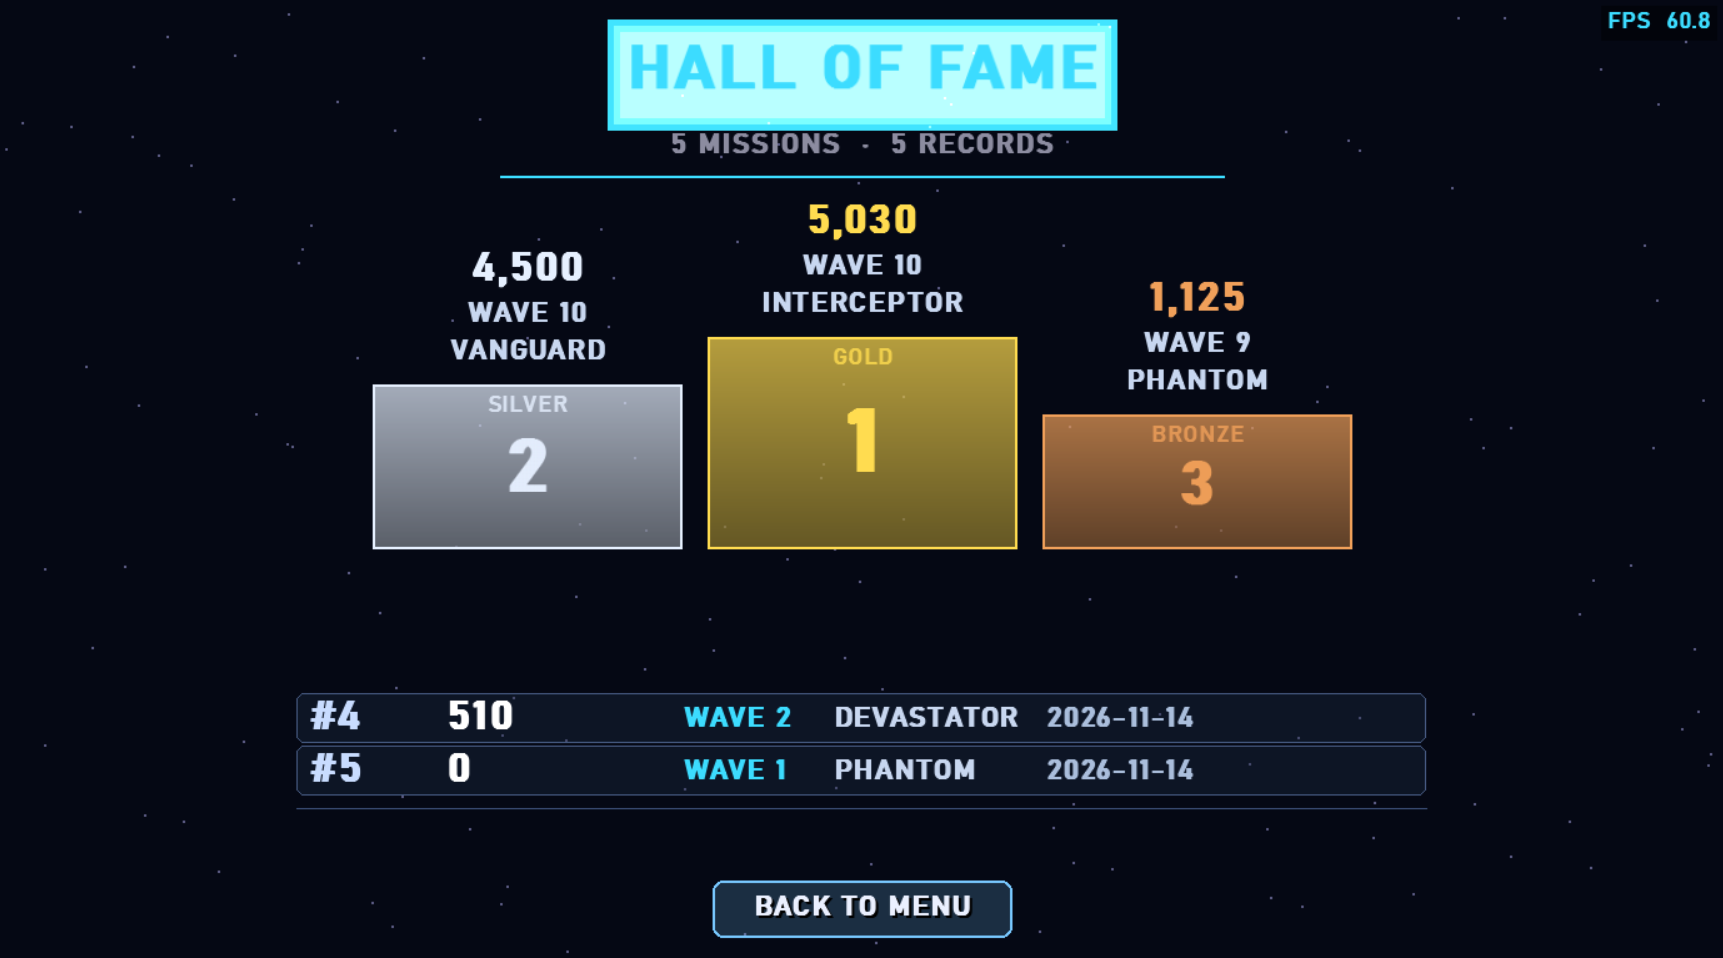 FPS 60.8
HALL OF FAME
5 MISSIONS · 5 RECORDS
5,030
WAVE 10
INTERCEPTOR
GOLD
1
4,500
WAVE 10
VANGUARD
SILVER
2
1,125
WAVE 9
PHANTOM
BRONZE
3
#4 510 WAVE 2 DEVASTATOR 2026-11-14
#5 0 WAVE 1 PHANTOM 2026-11-14
BACK TO MENU